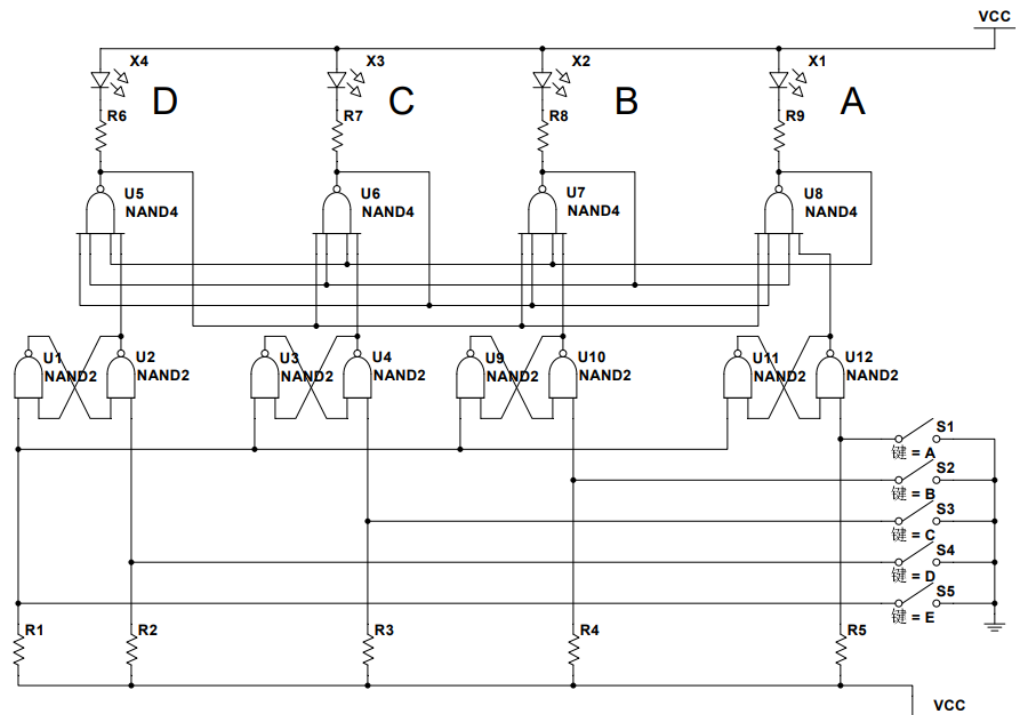 VCC
X4 X3 X2 X1
D C B A
R6 R7 R8 R9
U5 U6 U7 U8
NAND4 NAND4 NAND4 NAND4
U1 U2 U3 U4 U9 U10 U11 U12
NAND2 NAND2 NAND2 NAND2 NAND2 NAND2 NAND2 NAND2
S1
键 = A
S2
键 = B
S3
键 = C
S4
键 = D
S5
键 = E
R1 R2 R3 R4 R5
VCC